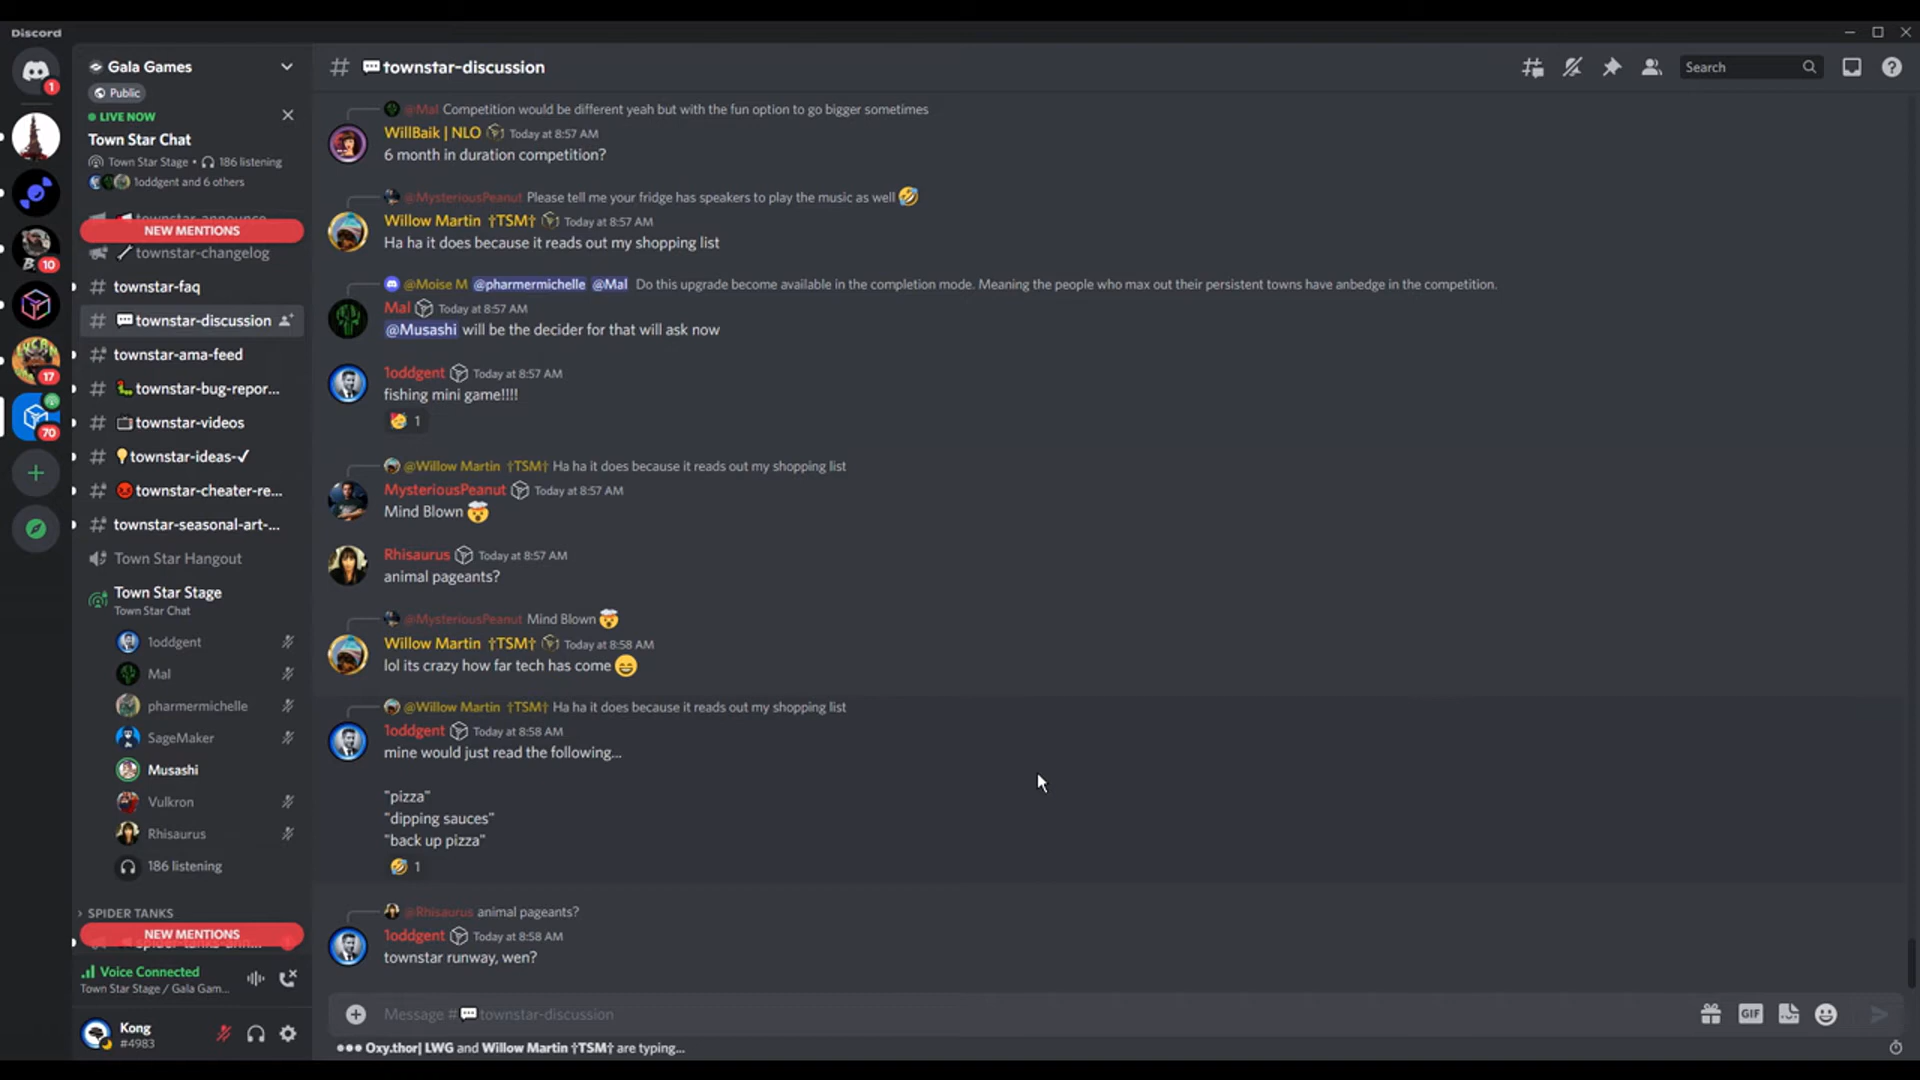 Discord
1
10
17
70
Gala Games
Public
LIVE NOW
Town Star Chat
Town Star Stage • 186 listening
1oddgent and 6 others
NEW MENTIONS
townstar-changelog
townstar-faq
townstar-discussion
townstar-ama-feed
townstar-bug-repor...
townstar-videos
townstar-ideas-✓
townstar-cheater-re...
townstar-seasonal-art-...
Town Star Hangout
Town Star Stage
Town Star Chat
1oddgent
Mal
pharmermichelle
SageMaker
Musashi
Vulkron
Rhisaurus
186 listening
SPIDER TANKS
NEW MENTIONS
Voice Connected
Town Star Stage / Gala Gam...
Kong
#4983
# townstar-discussion
Search
@Mal Competition would be different yeah but with the fun option to go bigger sometimes
WillBaik | NLO Today at 8:57 AM
6 month in duration competition?
@MysteriousPeanut Please tell me your fridge has speakers to play the music as well 🤣
Willow Martin †TSM† Today at 8:57 AM
Ha ha it does because it reads out my shopping list
@Moise M @pharmermichelle @Mal Do this upgrade become available in the completion mode. Meaning the people who max out their persistent towns have anbedge in the competition.
Mal Today at 8:57 AM
@Musashi will be the decider for that will ask now
1oddgent Today at 8:57 AM
fishing mini game!!!!
🥳 1
@Willow Martin †TSM† Ha ha it does because it reads out my shopping list
MysteriousPeanut Today at 8:57 AM
Mind Blown 🤯
Rhisaurus Today at 8:57 AM
animal pageants?
@MysteriousPeanut Mind Blown 🤯
Willow Martin †TSM† Today at 8:58 AM
lol its crazy how far tech has come 😄
@Willow Martin †TSM† Ha ha it does because it reads out my shopping list
1oddgent Today at 8:58 AM
mine would just read the following...
"pizza"
"dipping sauces"
"back up pizza"
🤣 1
@Rhisaurus animal pageants?
1oddgent Today at 8:58 AM
townstar runway, wen?
Message #townstar-discussion
GIF
Oxy.thor| LWG and Willow Martin †TSM† are typing...